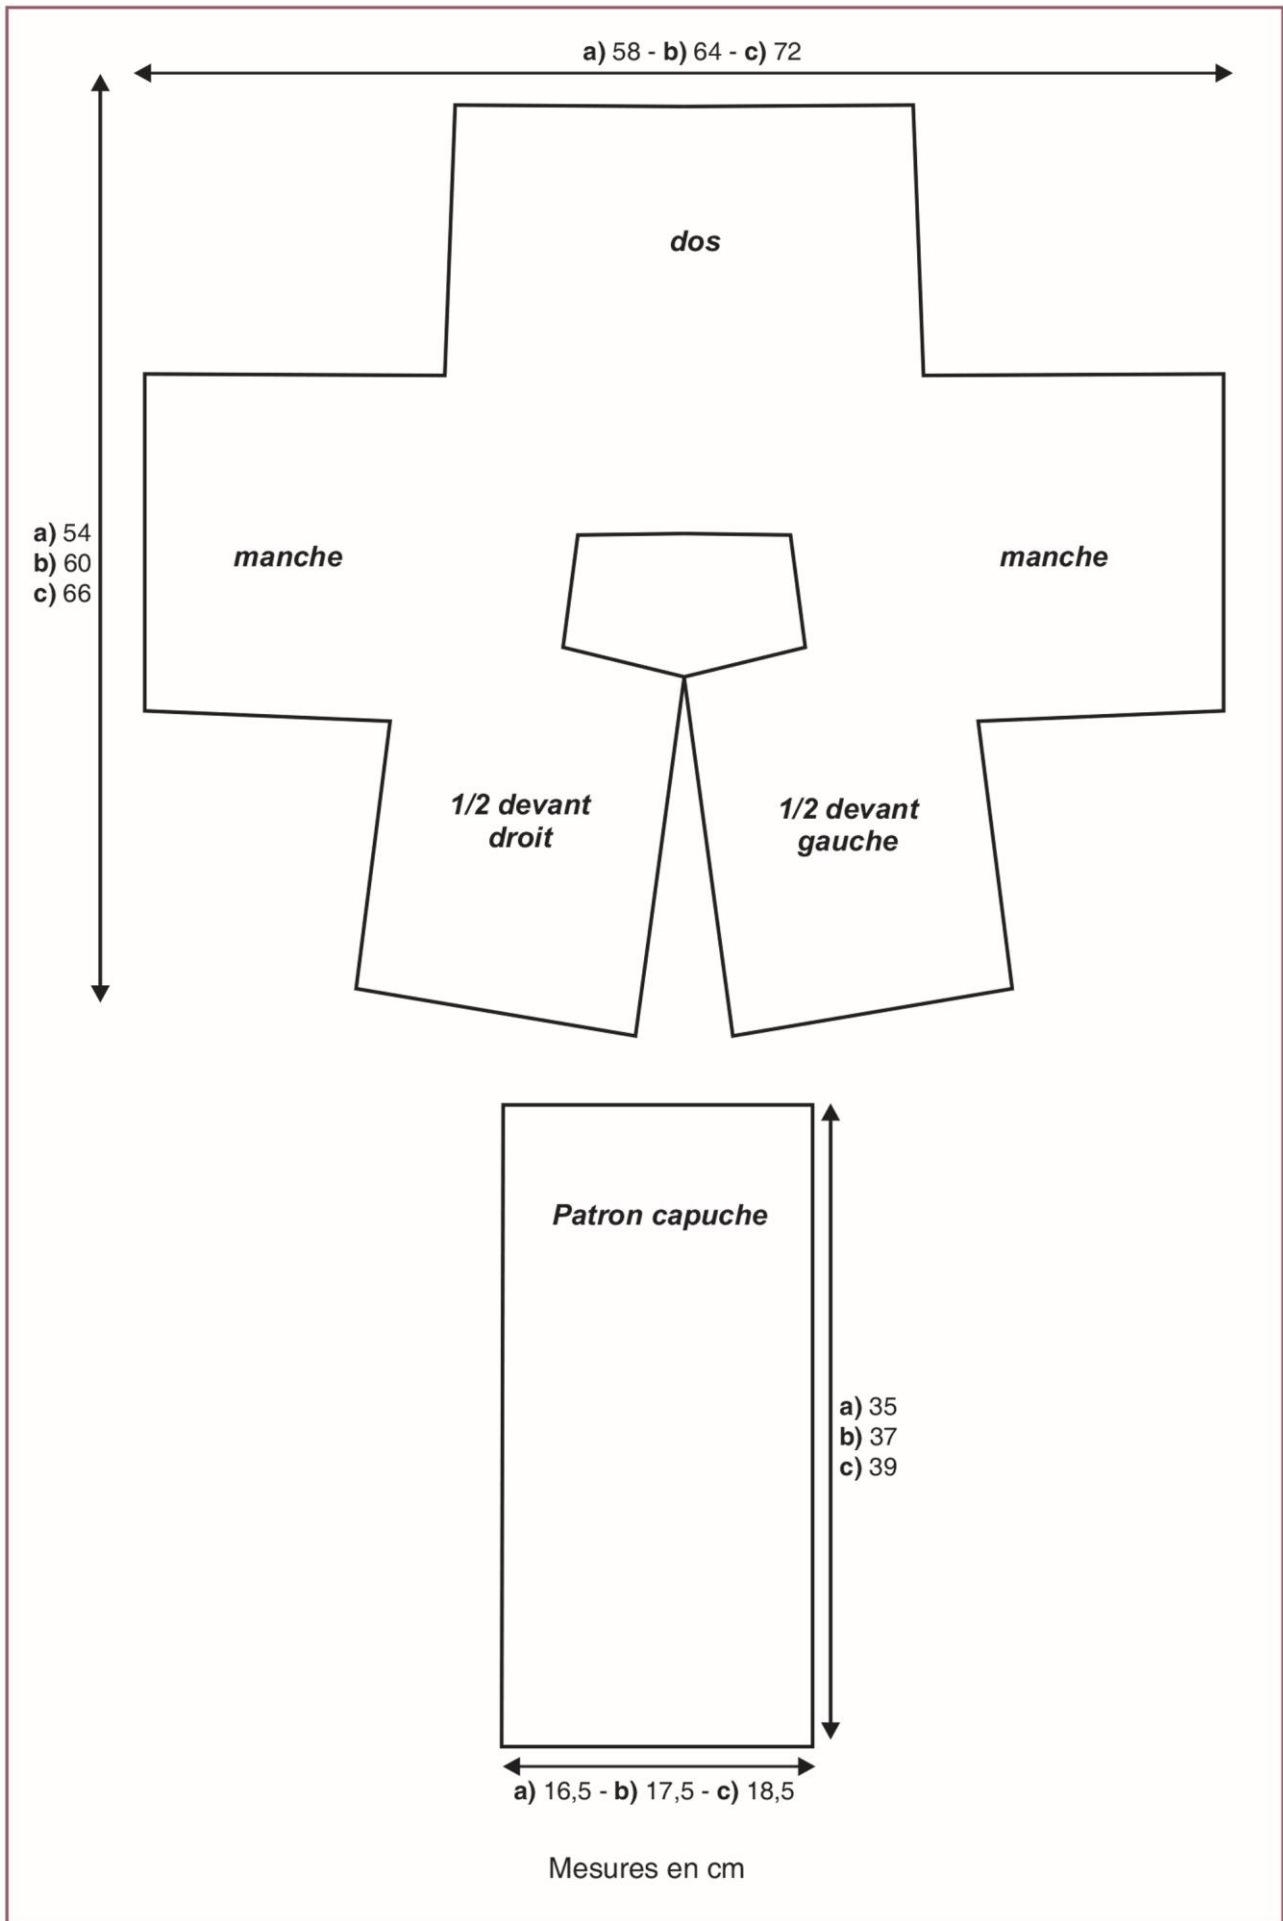 a) 58 - b) 64 - c) 72
dos
a) 54
b) 60
c) 66
manche
manche
1/2 devant
droit
1/2 devant
gauche
Patron capuche
a) 35
b) 37
c) 39
a) 16,5 - b) 17,5 - c) 18,5
Mesures en cm